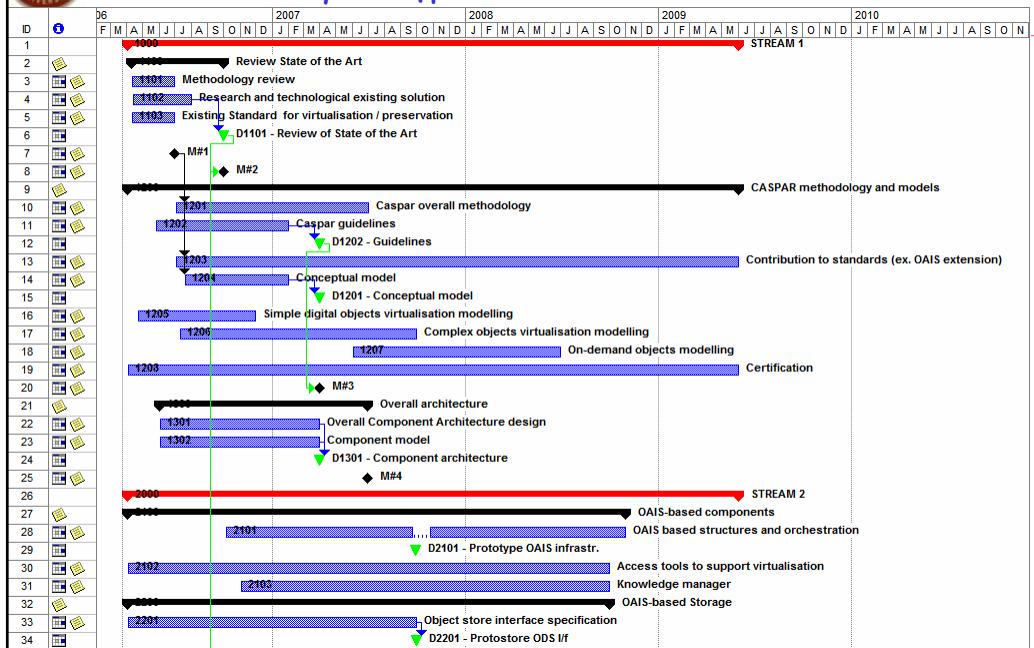 06 2007 2008 2009 2010
ID F M A M J J A S O N D J F M A M J J A S O N D J F M A M J J A S O N D J F M A M J J A S O N D J F M A M J J A S O N
1 1000 STREAM 1
2 1100 Review State of the Art
3 1101 Methodology review
4 1102 Research and technological existing solution
5 1103 Existing Standard for virtualisation / preservation
6 D1101 - Review of State of the Art
7 M#1
8 M#2
9 1200 CASPAR methodology and models
10 1201 Caspar overall methodology
11 1202 Caspar guidelines
12 D1202 - Guidelines
13 1203 Contribution to standards (ex. OAIS extension)
14 1204 Conceptual model
15 D1201 - Conceptual model
16 1205 Simple digital objects virtualisation modelling
17 1206 Complex objects virtualisation modelling
18 1207 On-demand objects modelling
19 1208 Certification
20 M#3
21 1300 Overall architecture
22 1301 Overall Component Architecture design
23 1302 Component model
24 D1301 - Component architecture
25 M#4
26 2000 STREAM 2
27 2100 OAIS-based components
28 2101 OAIS based structures and orchestration
29 D2101 - Prototype OAIS infrastr.
30 2102 Access tools to support virtualisation
31 2103 Knowledge manager
32 2200 OAIS-based Storage
33 2201 Object store interface specification
34 D2201 - Protostore ODS I/f